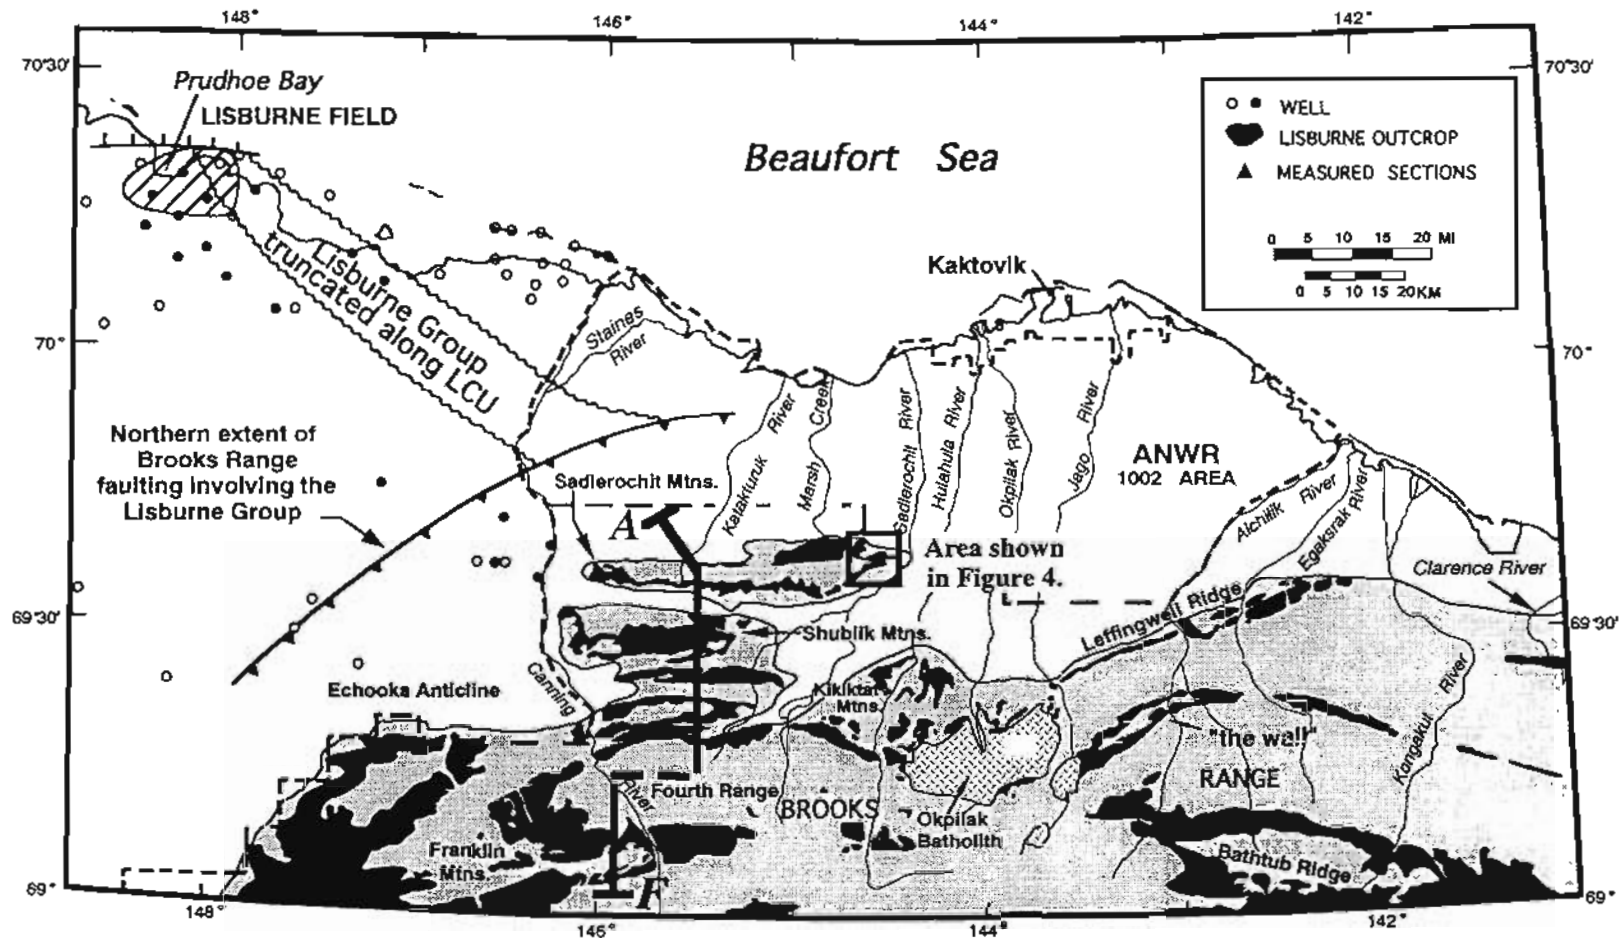 148°
146°
144°
142°
70°30'
70°30'
Prudhoe Bay
LISBURNE FIELD
WELL
LISBURNE OUTCROP
MEASURED SECTIONS
0 5 10 15 20 MI
0 5 10 15 20 KM
Beaufort Sea
Kaktovik
Lisburne Group
truncated along LCU
Staines
River
70°
70°
Northern extent of
Brooks Range
faulting involving the
Lisburne Group
Sadlerochit Mtns.
A
Katakturuk River
Marsh Creek
Sadlerochit River
Hulahula River
Okpilak River
Jago River
ANWR
1002 AREA
Aichilik River
Egaksrak River
Area shown
in Figure 4.
Clarence River
69°30'
69°30'
Leffingwell Ridge
Shublik Mtns.
Echooka Anticline
Canning
River
Kikiktat
Mtns.
"the wall"
Kongakut River
RANGE
Fourth Range
BROOKS
Okpilak
Batholith
Franklin
Mtns.
Bathtub Ridge
69°
69°
148°
146°
144°
142°